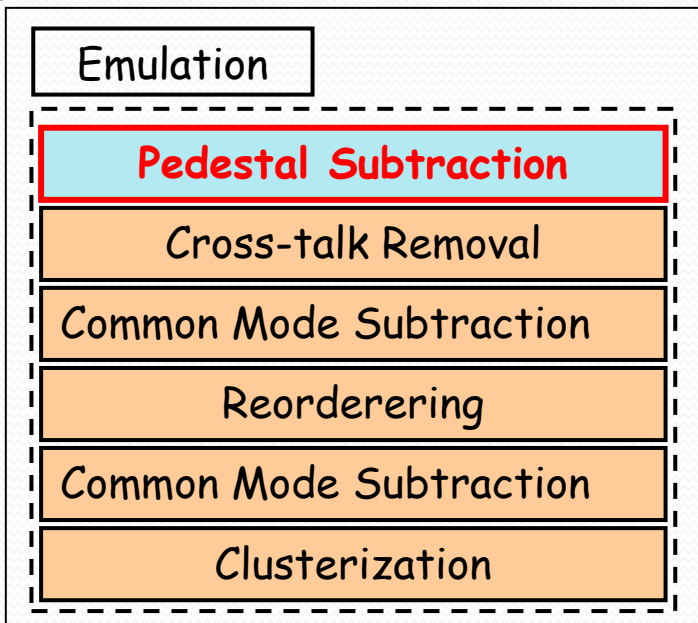 Emulation
Pedestal Subtraction
Cross-talk Removal
Common Mode Subtraction
Reorderering
Common Mode Subtraction
Clusterization